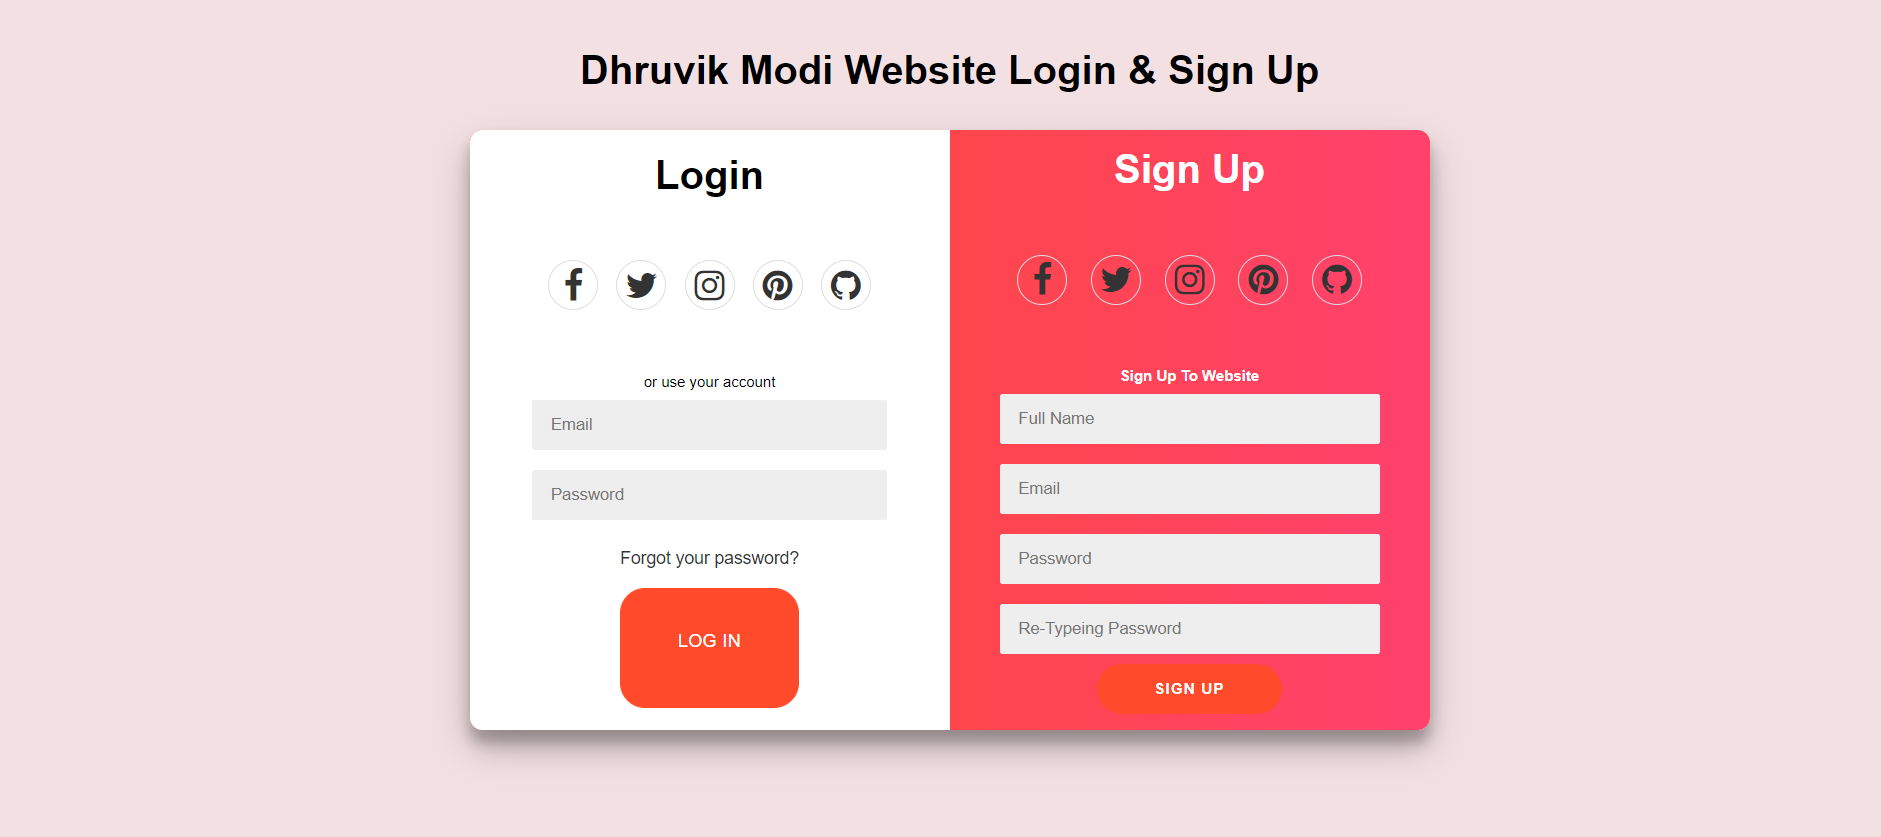 Dhruvik Modi Website Login & Sign Up
Login
or use your account
Email
Password
Forgot your password?
LOG IN
Sign Up
Sign Up To Website
Full Name
Email
Password
Re-Typeing Password
SIGN UP